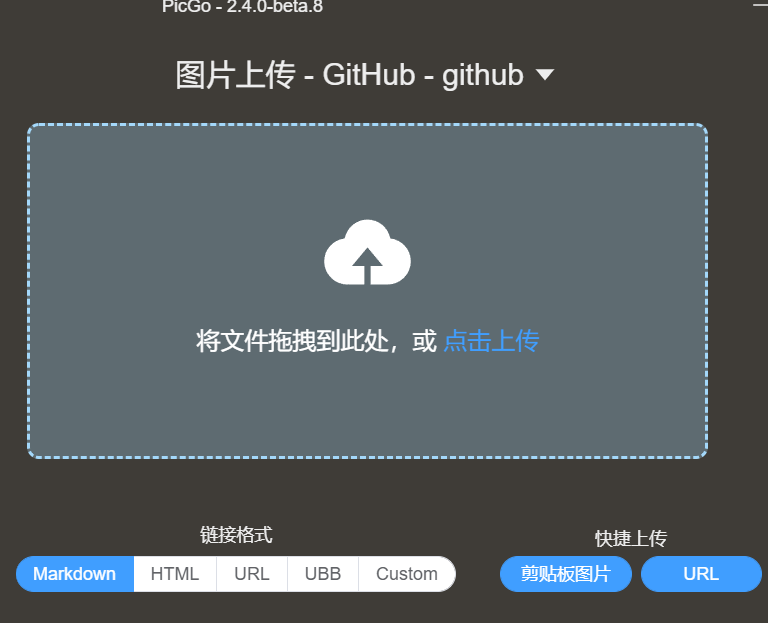 PicGo - 2.4.0-beta.8
图片上传 - GitHub - github
将文件拖拽到此处，或 点击上传
链接格式
快捷上传
Markdown HTML URL UBB Custom
剪贴板图片 URL